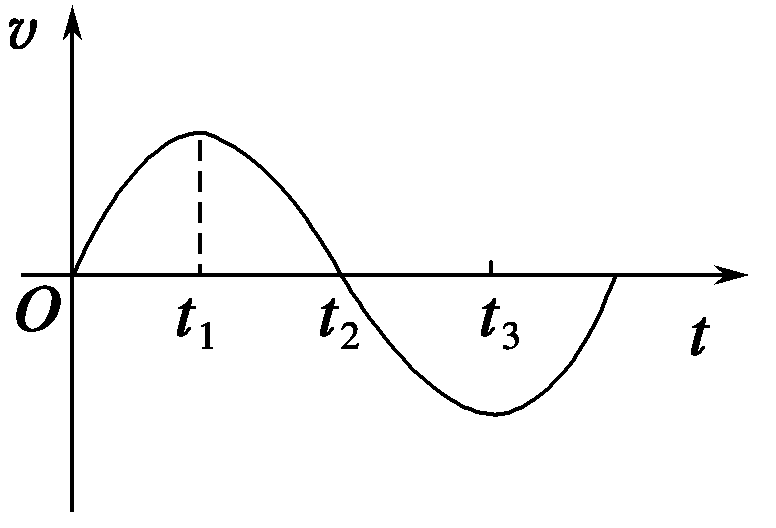 v
O t₁ t₂ t₃ t